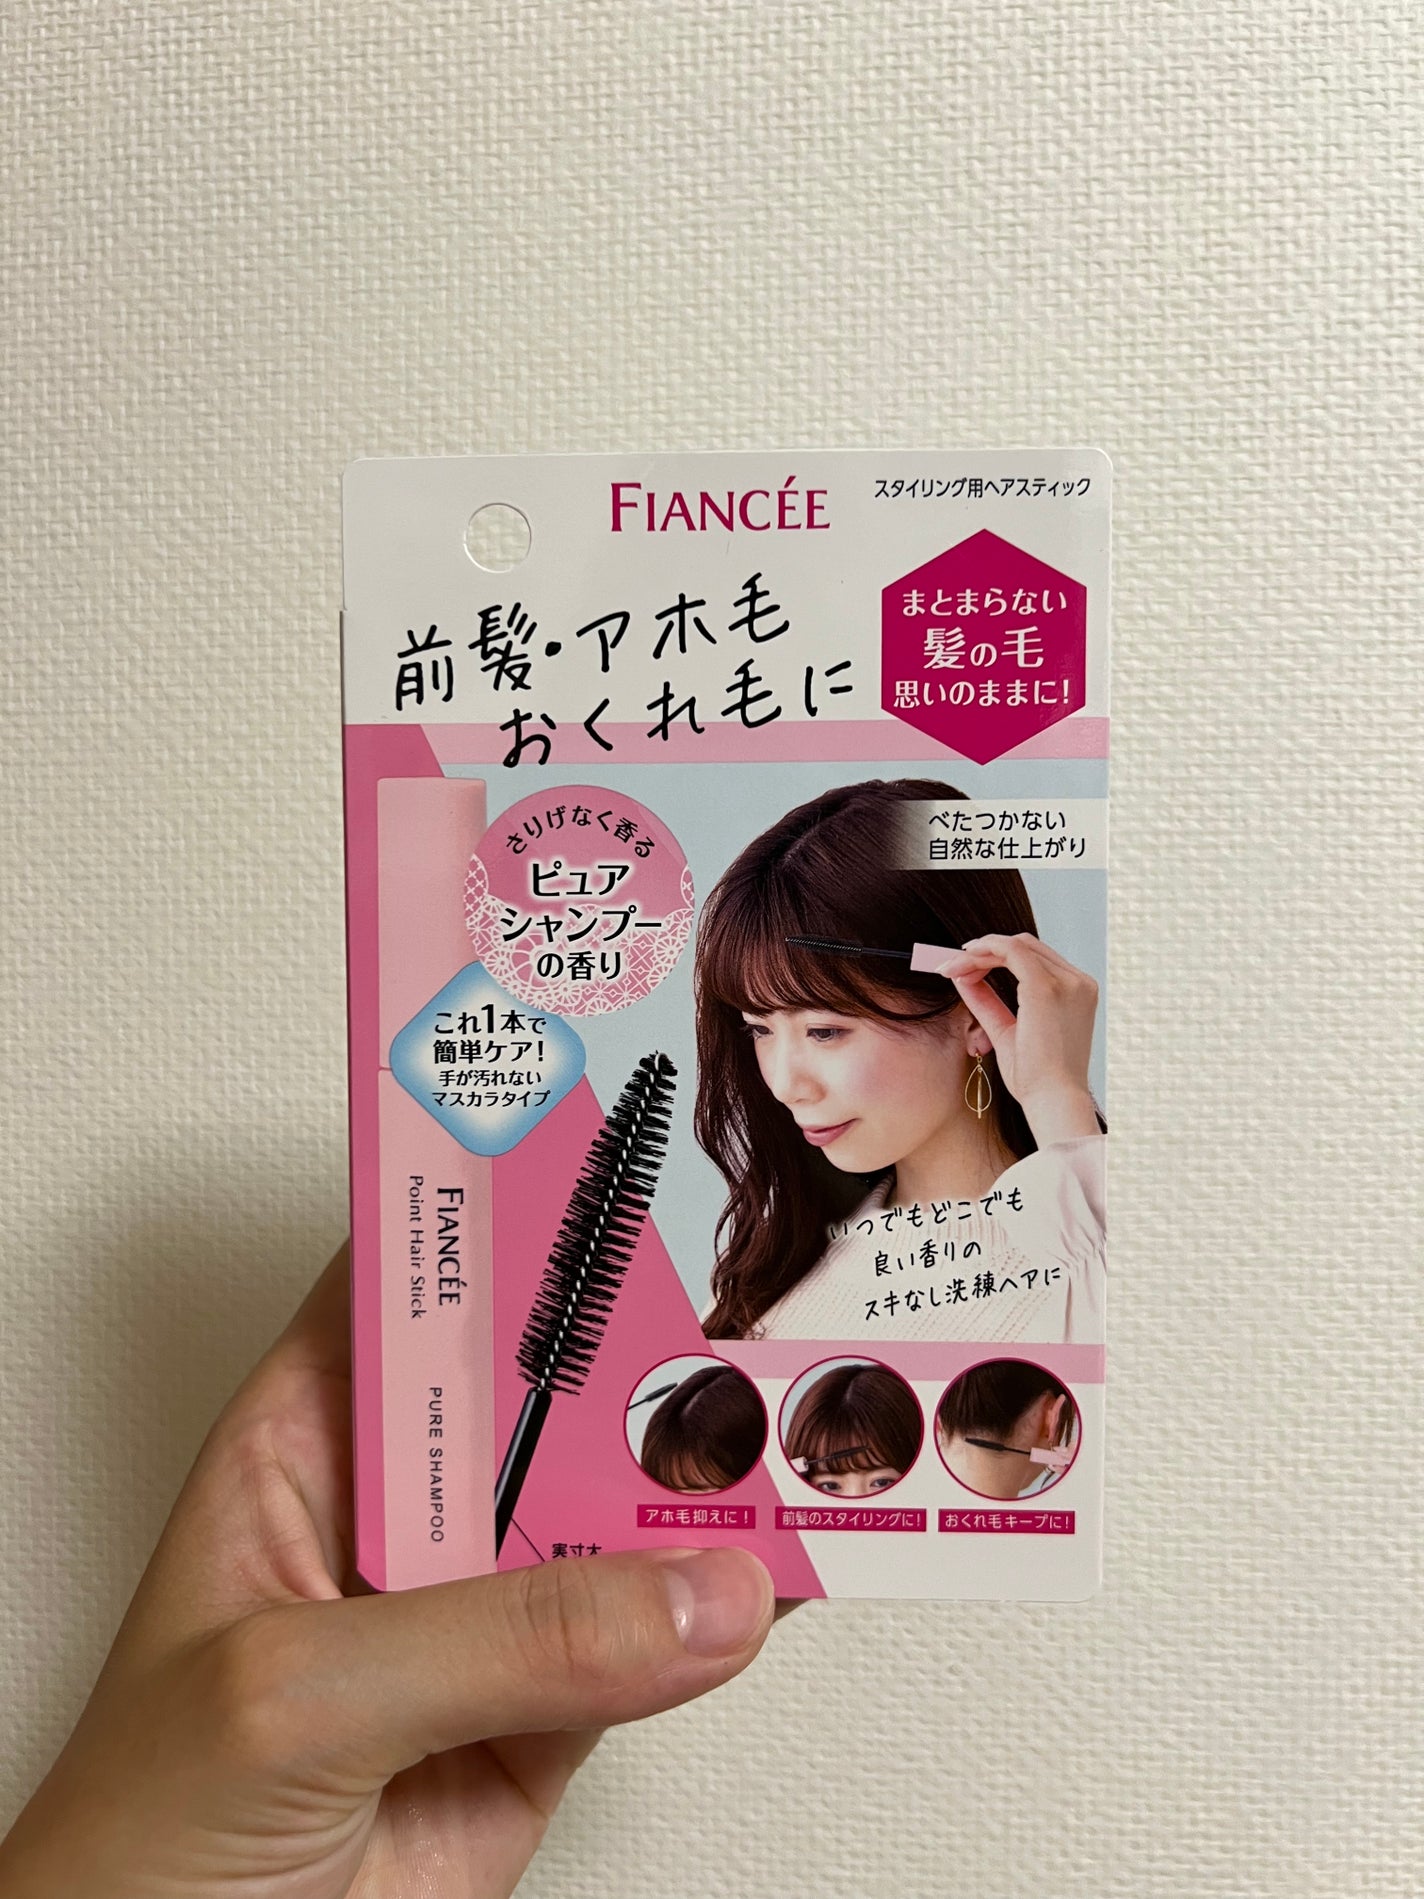 FIANCÉE
スタイリング用ヘアスティック
前髪・アホ毛
おくれ毛に
まとまらない
髪の毛
思いのままに!
べたつかない
自然な仕上がり
さりげなく香る
ピュア
シャンプー
の香り
これ1本で
簡単ケア!
手が汚れない
マスカラタイプ
FIANCÉE
Point Hair Stick
PURE SHAMPOO
いつでもどこでも
良い香りの
スキなし洗練ヘアに
アホ毛抑えに!
前髪のスタイリングに!
おくれ毛キープに!
実寸大